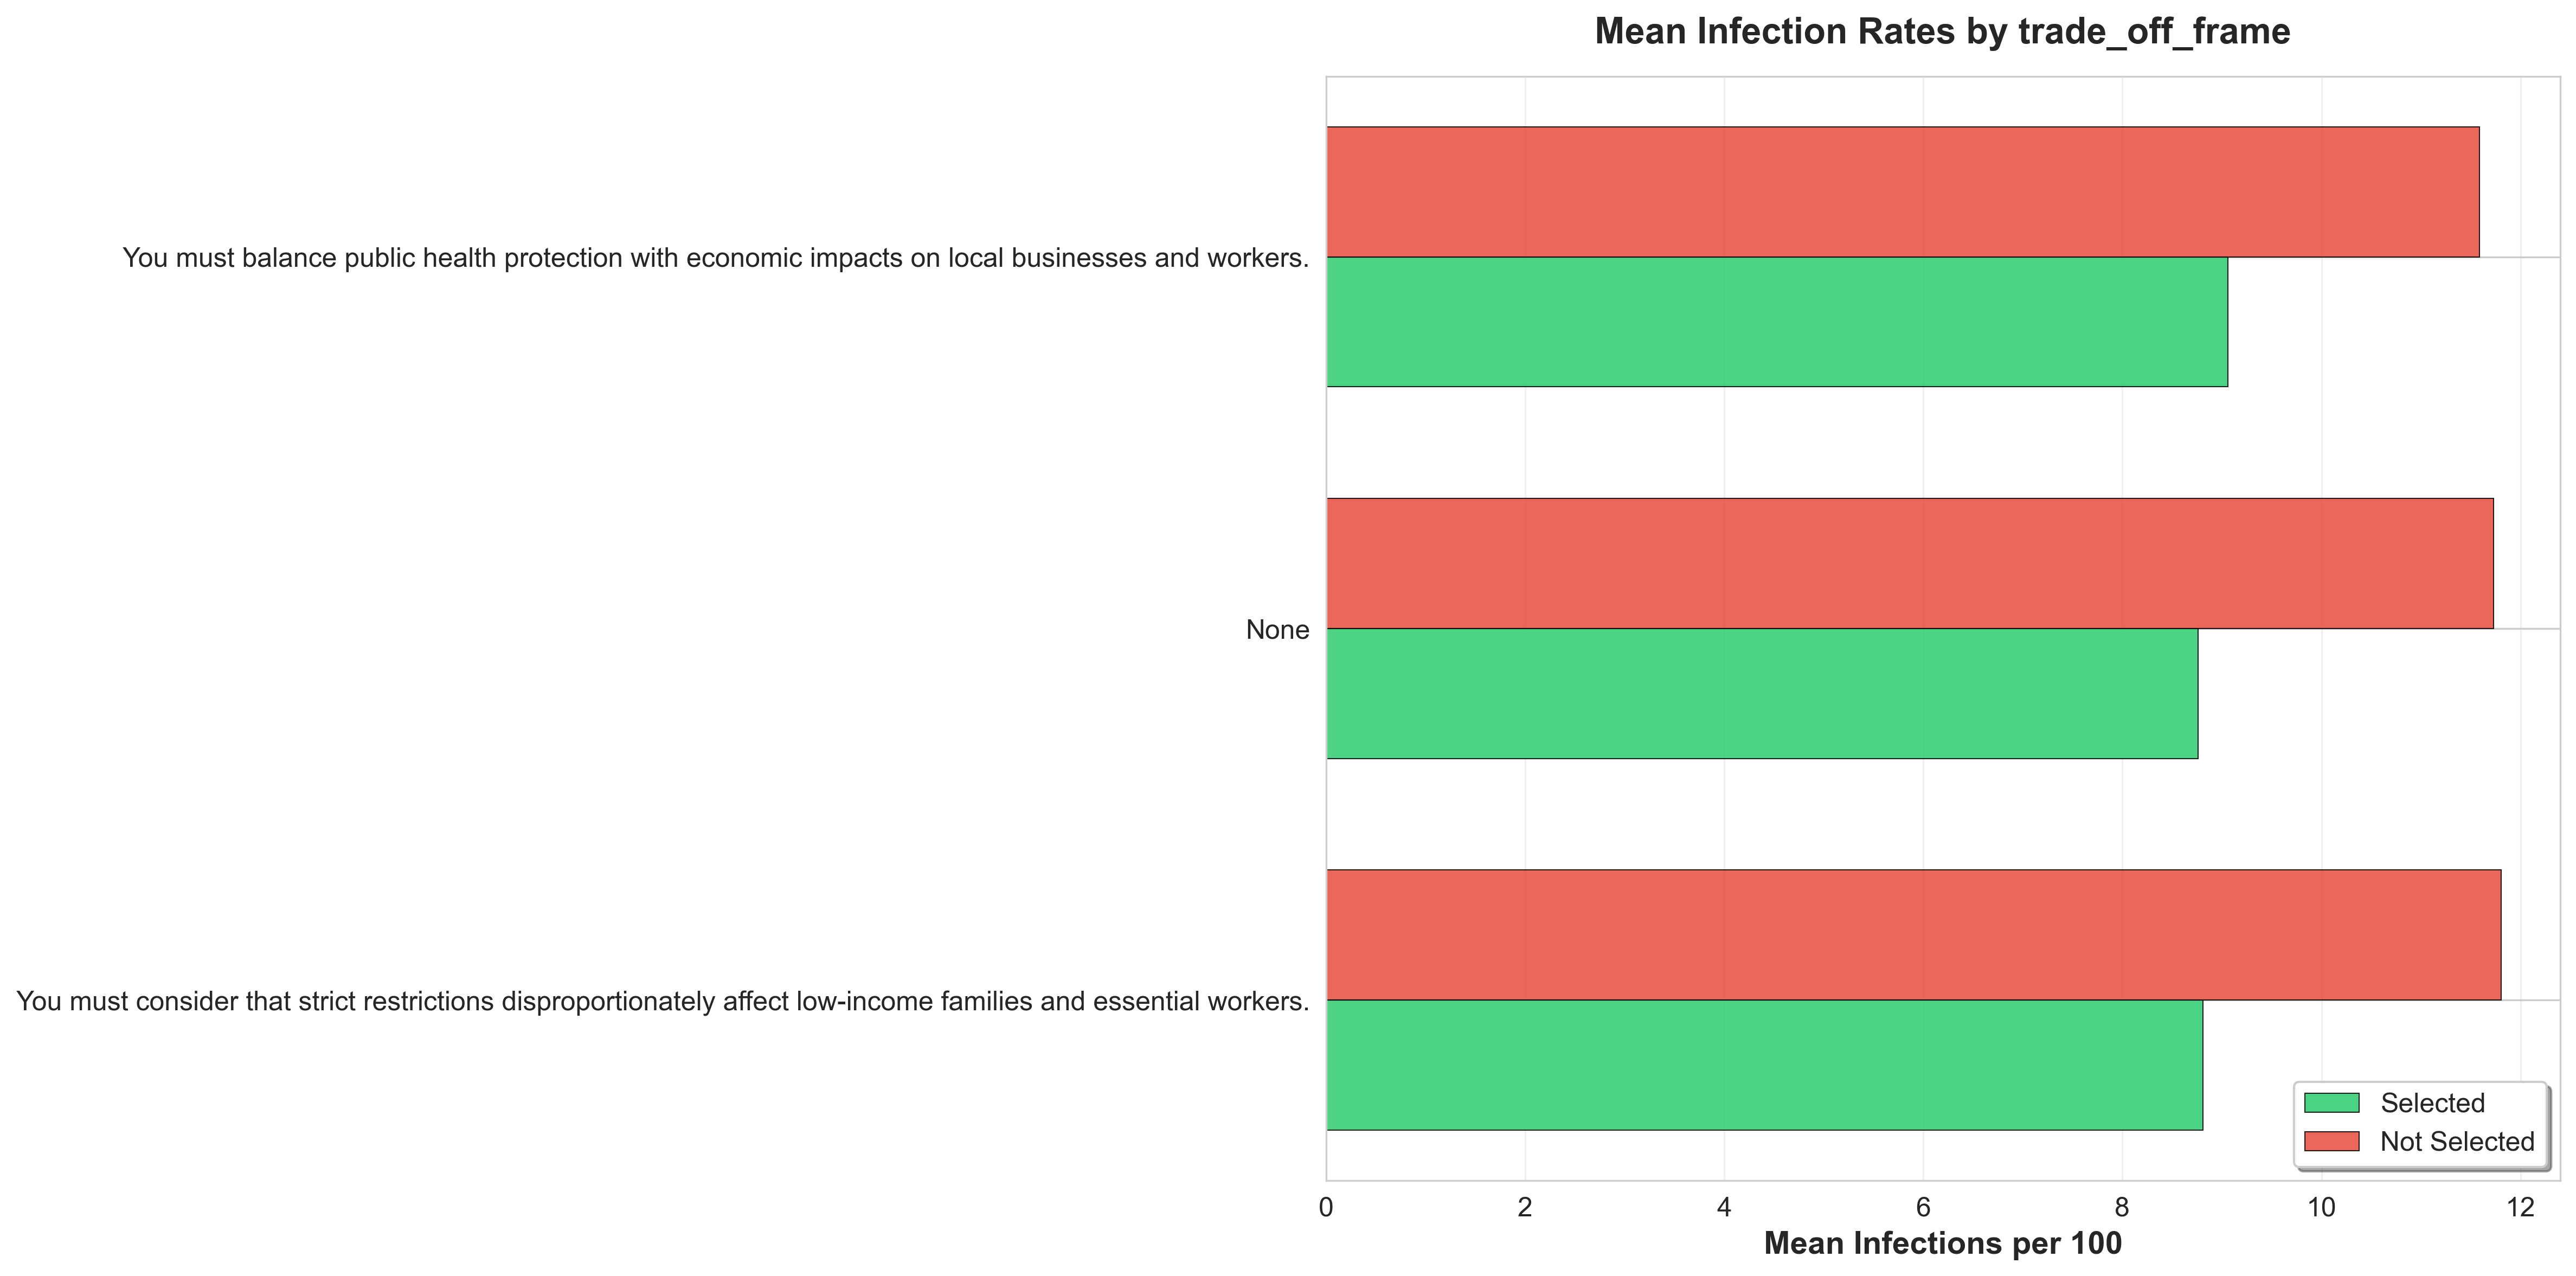 Mean Infection Rates by trade_off_frame
You must balance public health protection with economic impacts on local businesses and workers.
None
You must consider that strict restrictions disproportionately affect low-income families and essential workers.
Selected
Not Selected
0 2 4 6 8 10 12
Mean Infections per 100